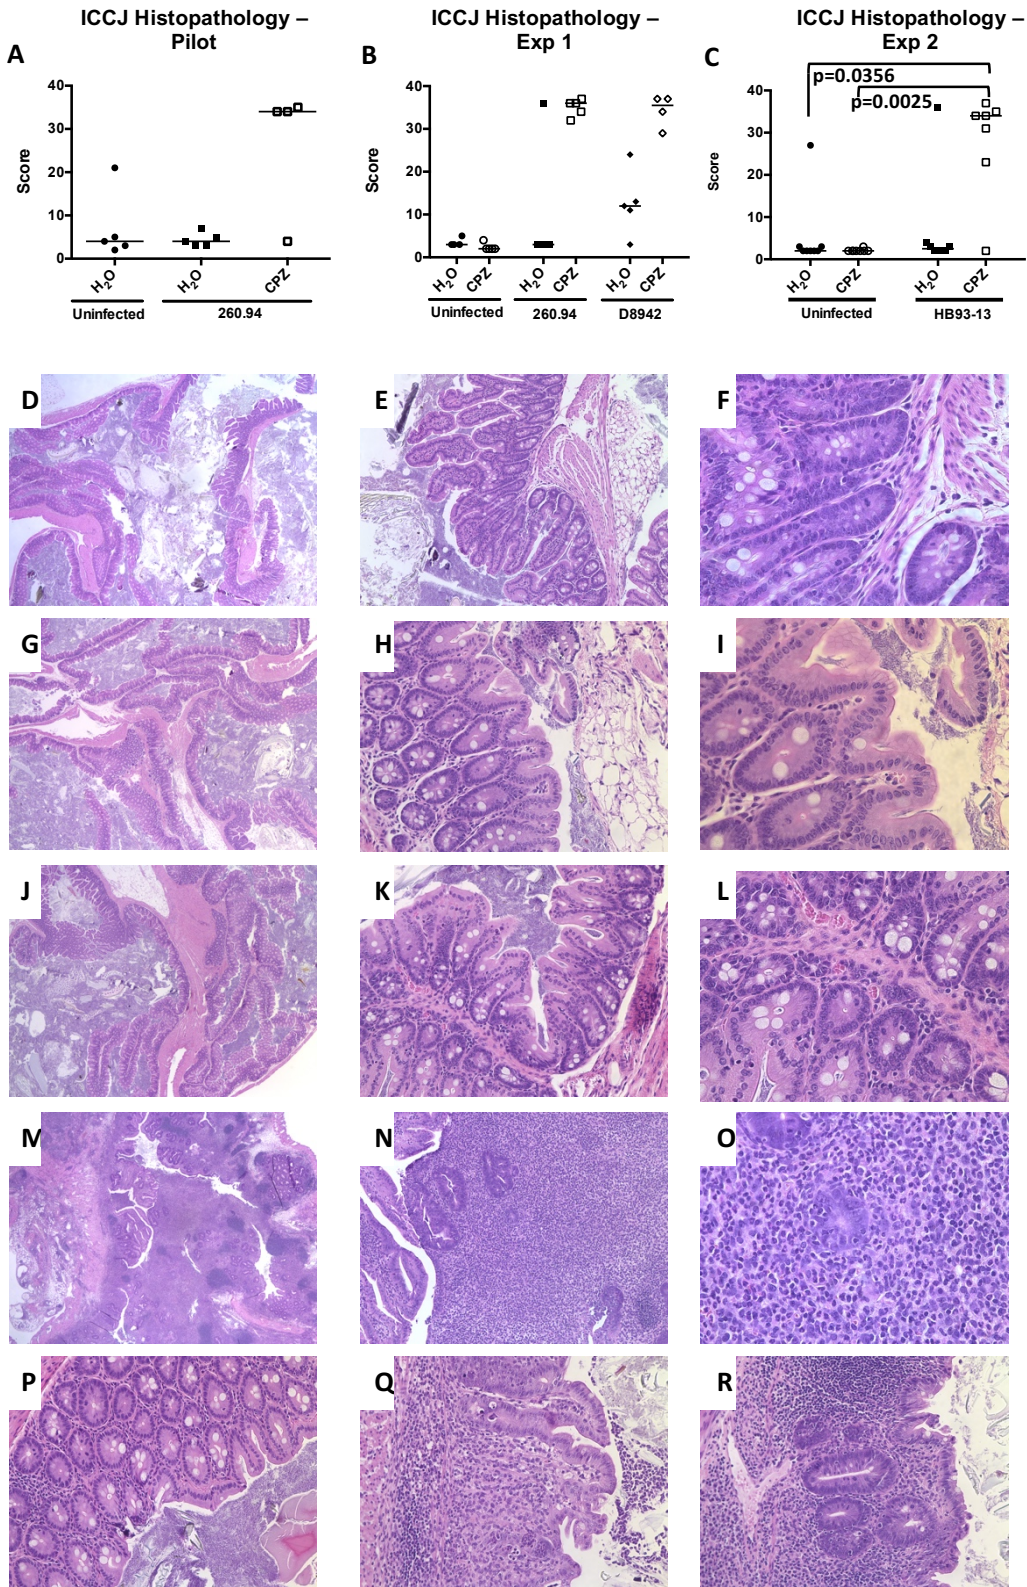 ICCJ Histopathology –
Pilot
ICCJ Histopathology –
Exp 1
ICCJ Histopathology –
Exp 2
A
Score
40
30
20
10
0
H2O
H2O
CPZ
Uninfected
260.94
B
Score
40
30
20
10
0
H2O
CPZ
H2O
CPZ
H2O
CPZ
Uninfected
260.94
D8942
C
p=0.0356
p=0.0025
Score
40
30
20
10
0
H2O
CPZ
H2O
CPZ
Uninfected
HB93-13
D
E
F
G
H
I
J
K
L
M
N
O
P
Q
R